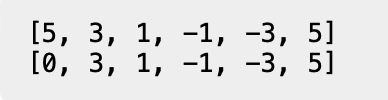 [5, 3, 1, -1, -3, 5]
[0, 3, 1, -1, -3, 5]